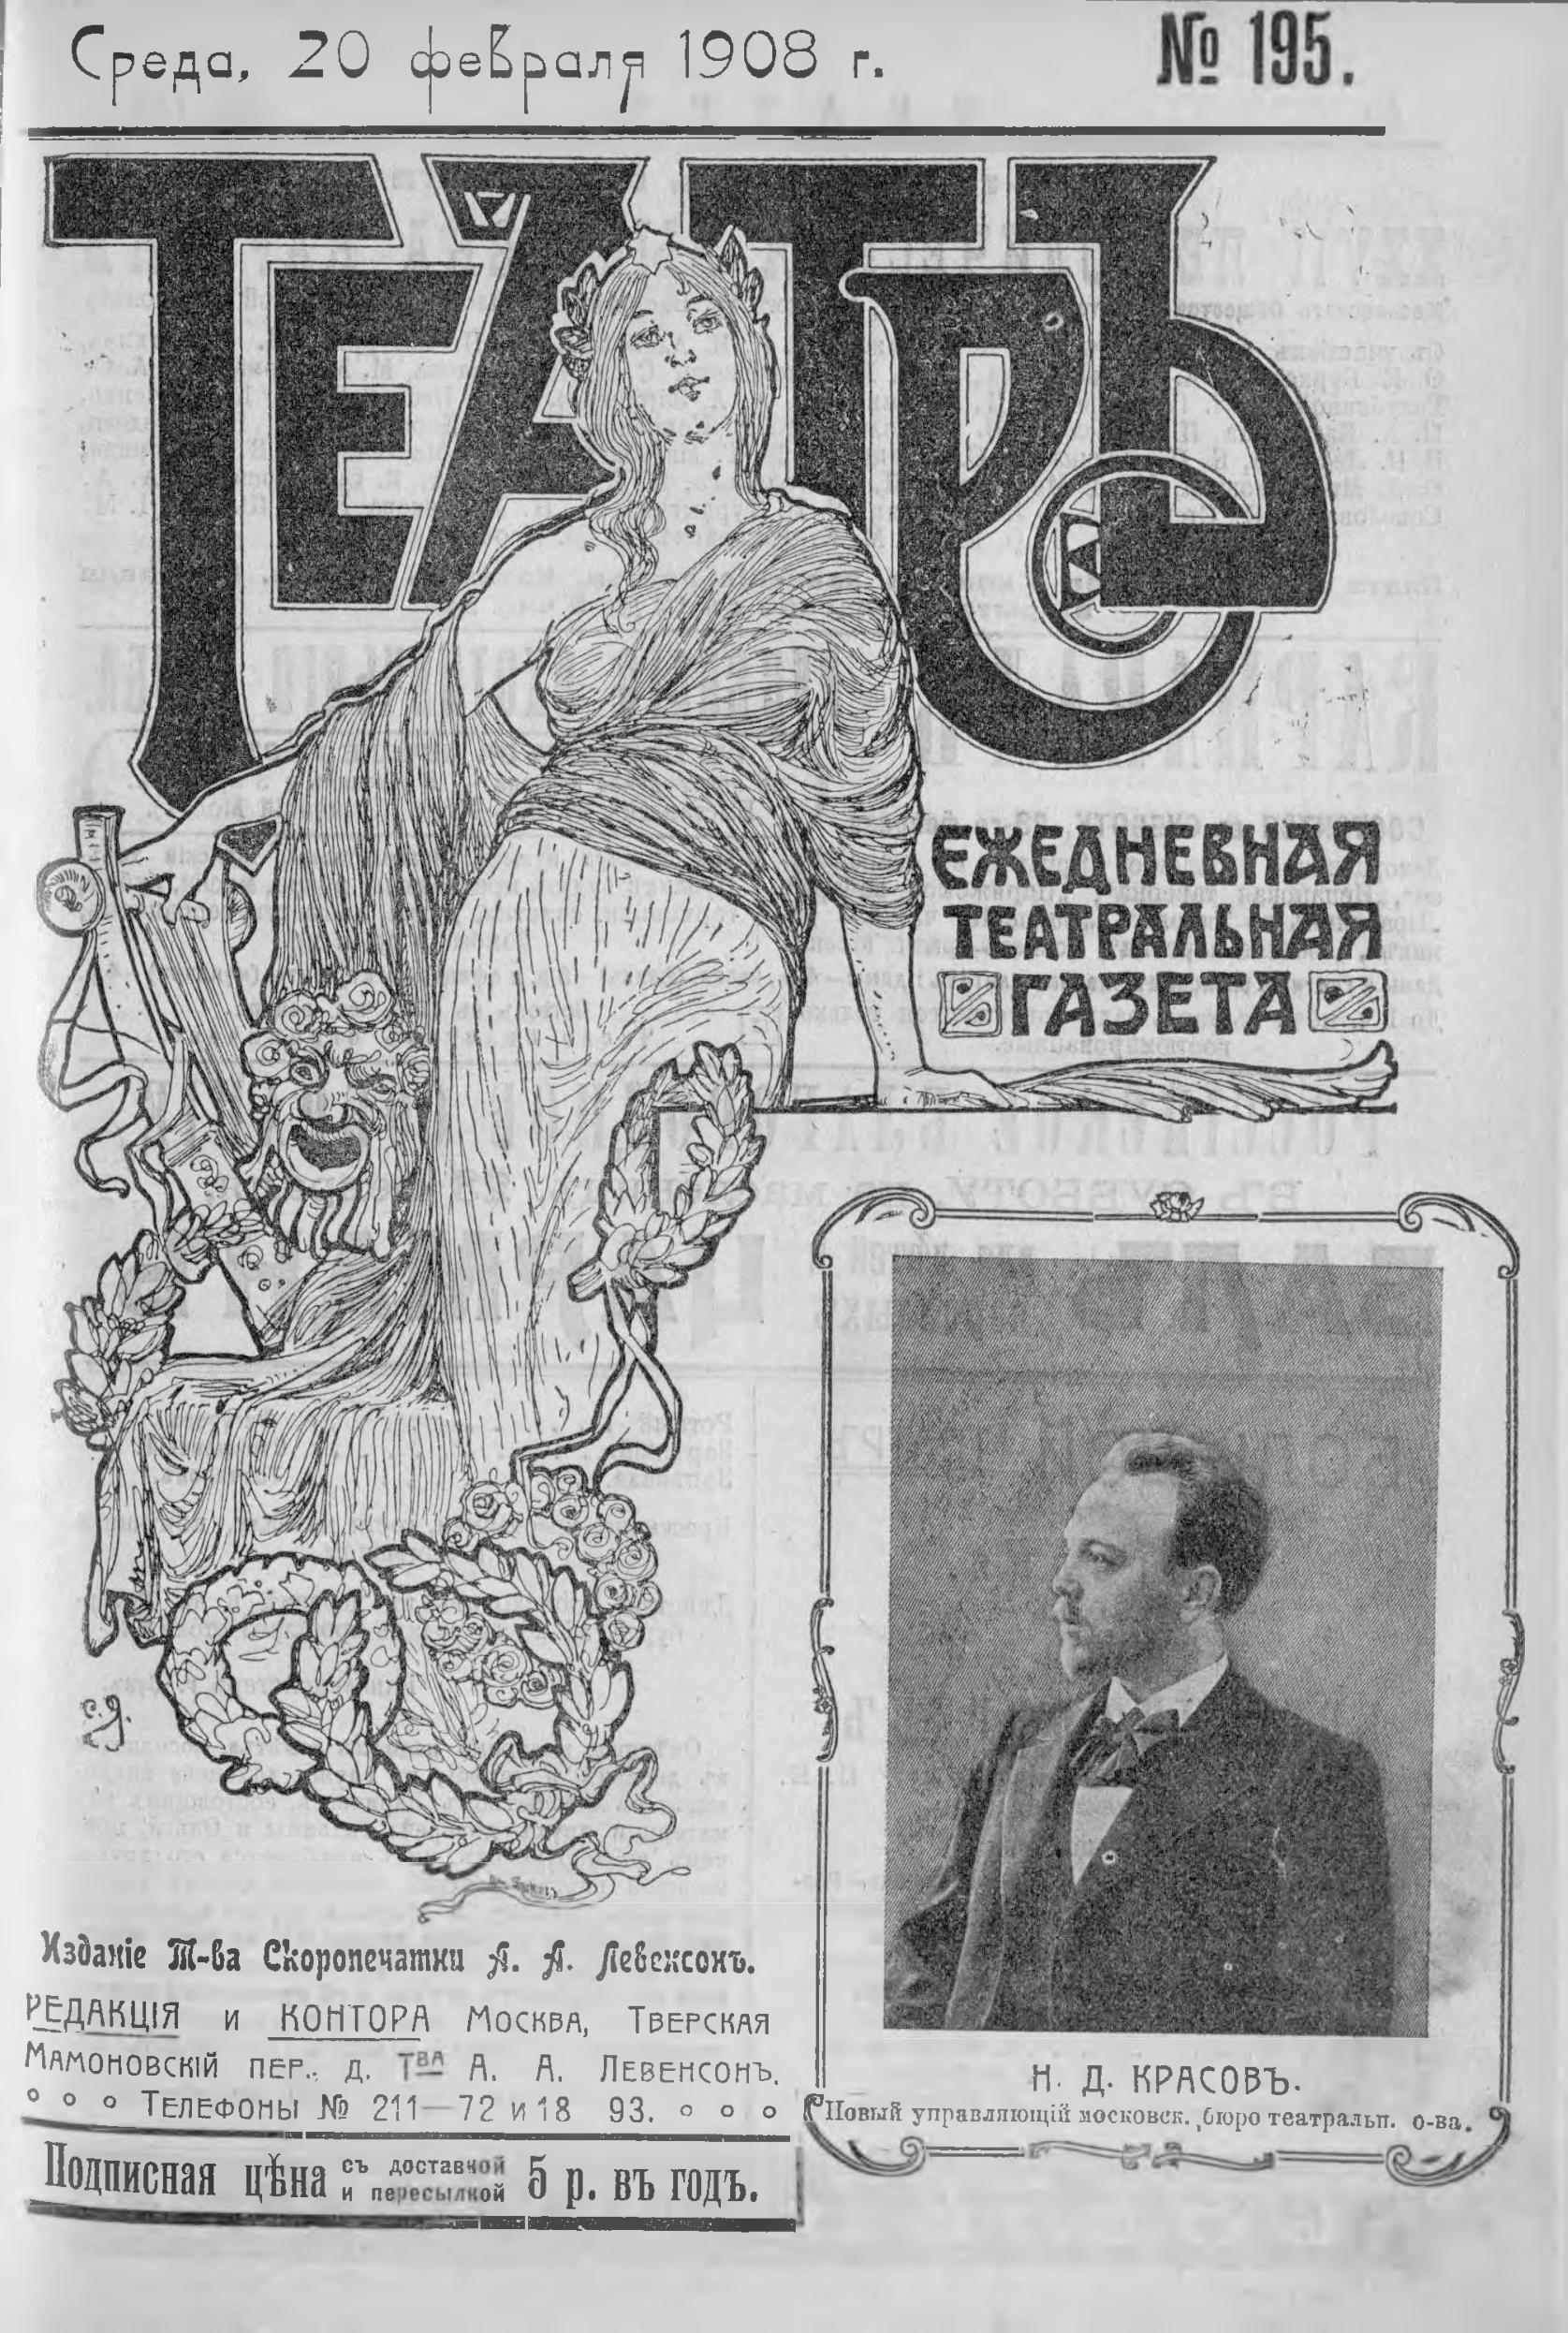 Среда, 20 февраля 1908 г.
№ 195.
ТЕАТРЪ
ЕЖЕДНЕВНАЯ
ТЕАТРАЛЬНАЯ
ГАЗЕТА
С. Я.
Изданіе Т-ва Скоропечатни А. А. Левенсонъ.
РЕДАКЦІЯ и КОНТОРА Москва, Тверская
Мамоновскій пер., д. Тва А. А. Левенсонъ.
Телефоны № 211—72 и 18 93.
Подписная цѣна съ доставкой и пересылкой 5 р. въ годъ.
Н. Д. КРАСОВЪ.
Новый управляющій московск. бюро театральн. о-ва.